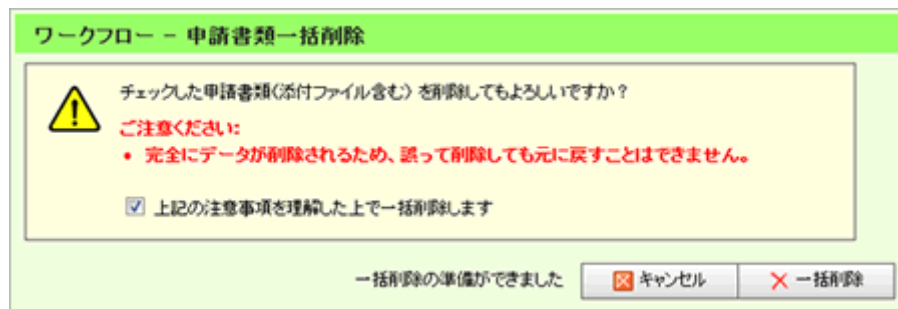 ワークフロー − 申請書類一括削除
チェックした申請書類(添付ファイル含む) を削除してもよろしいですか?
ご注意ください:
• 完全にデータが削除されるため、誤って削除しても元に戻すことはできません。
上記の注意事項を理解した上で一括削除します
一括削除の準備ができました キャンセル 一括削除